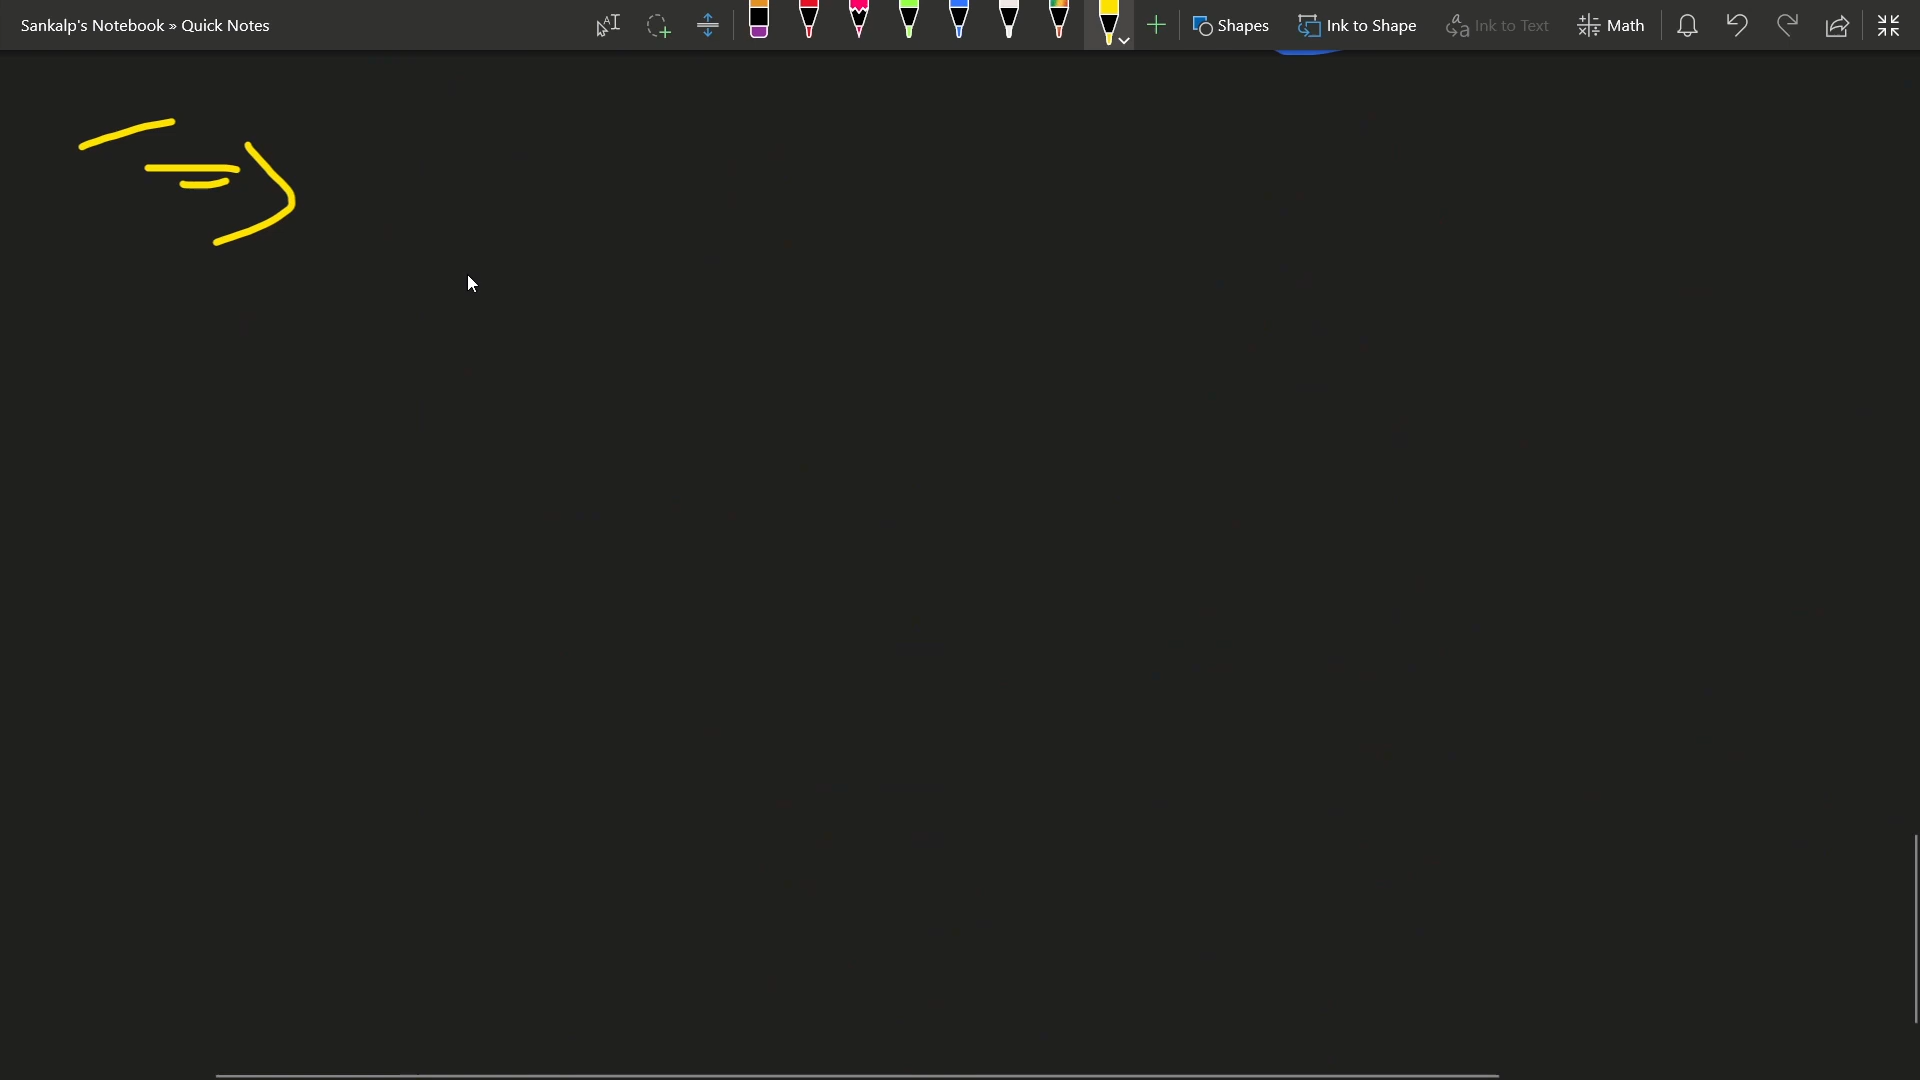 Sankalp's Notebook » Quick Notes
Shapes
Ink to Shape
Ink to Text
Math